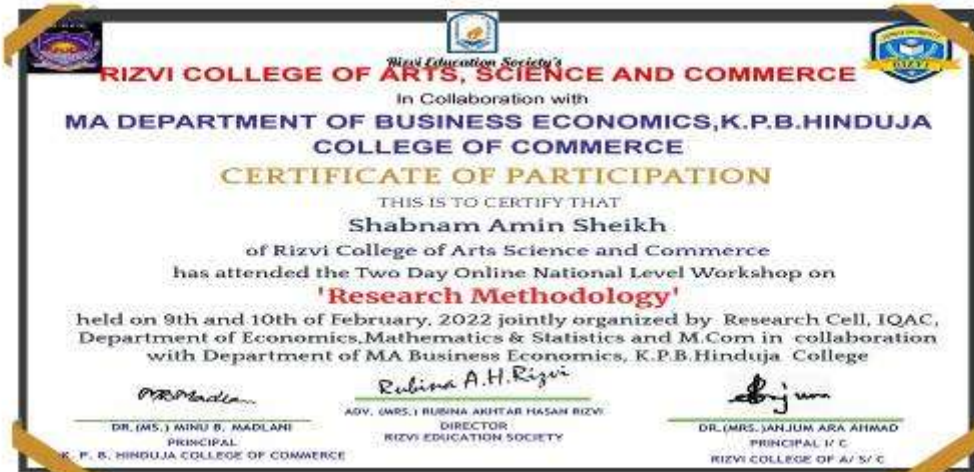 Rizvi Education Society's
RIZVI COLLEGE OF ARTS, SCIENCE AND COMMERCE
In Collaboration with
MA DEPARTMENT OF BUSINESS ECONOMICS,K.P.B.HINDUJA
COLLEGE OF COMMERCE
CERTIFICATE OF PARTICIPATION
THIS IS TO CERTIFY THAT
Shabnam Amin Sheikh
of Rizvi College of Arts Science and Commerce
has attended the Two Day Online National Level Workshop on
'Research Methodology'
held on 9th and 10th of February, 2022 jointly organized by Research Cell, IQAC,
Department of Economics,Mathematics & Statistics and M.Com in collaboration
with Department of MA Business Economics, K.P.B.Hinduja College
Rubina A.H.Rizvi
DR.(MS.) MINU B. MADLANI
PRINCIPAL
K. P. B. HINDUJA COLLEGE OF COMMERCE
ADV. (MRS.) RUBINA AKHTAR HASAN RIZVI
DIRECTOR
RIZVI EDUCATION SOCIETY
DR.(MRS.)ANJUM ARA AHMAD
PRINCIPAL I/ C
RIZVI COLLEGE OF A/ S/ C